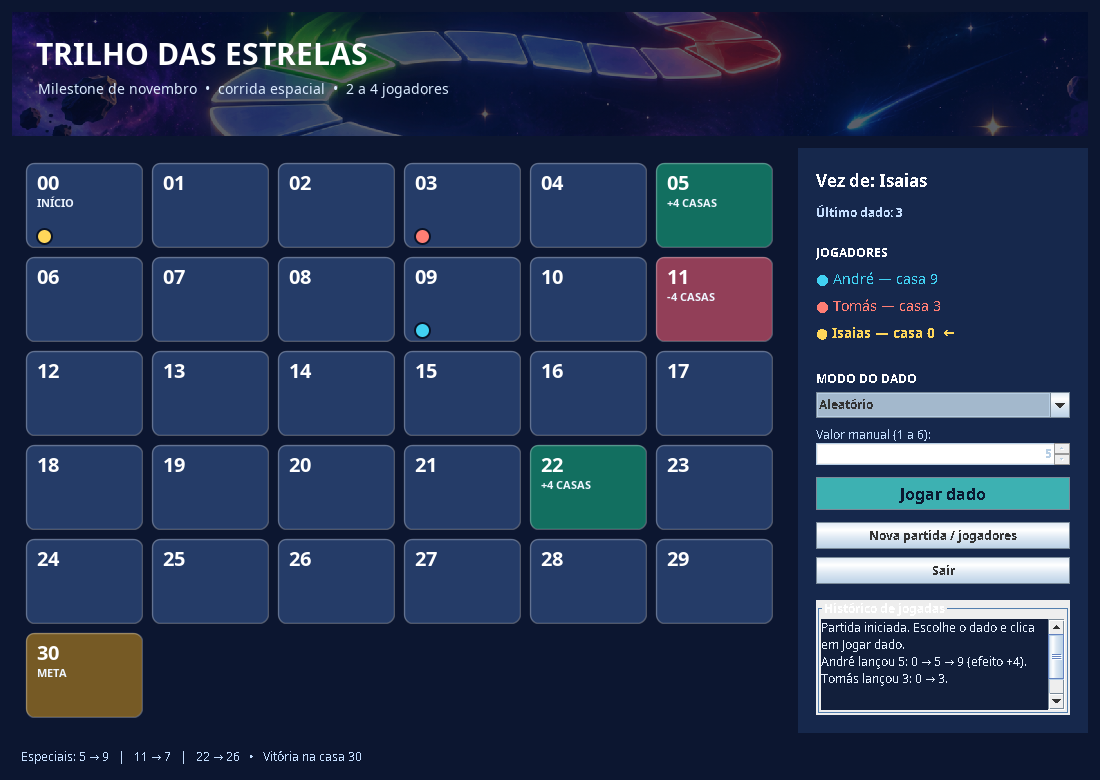 TRILHO DAS ESTRELAS
Milestone de novembro • corrida espacial • 2 a 4 jogadores
00
INÍCIO
01
02
03
04
05
+4 CASAS
06
07
08
09
10
11
-4 CASAS
12
13
14
15
16
17
18
19
20
21
22
+4 CASAS
23
24
25
26
27
28
29
30
META
Especiais: 5 → 9 | 11 → 7 | 22 → 26 • Vitória na casa 30
Vez de: Isaias
Último dado: 3
JOGADORES
André — casa 9
Tomás — casa 3
Isaias — casa 0 ←
MODO DO DADO
Aleatório
Valor manual (1 a 6):
5
Jogar dado
Nova partida / jogadores
Sair
Histórico de jogadas
Partida iniciada. Escolhe o dado e clica
em Jogar dado.
André lançou 5: 0 → 5 → 9 (efeito +4).
Tomás lançou 3: 0 → 3.